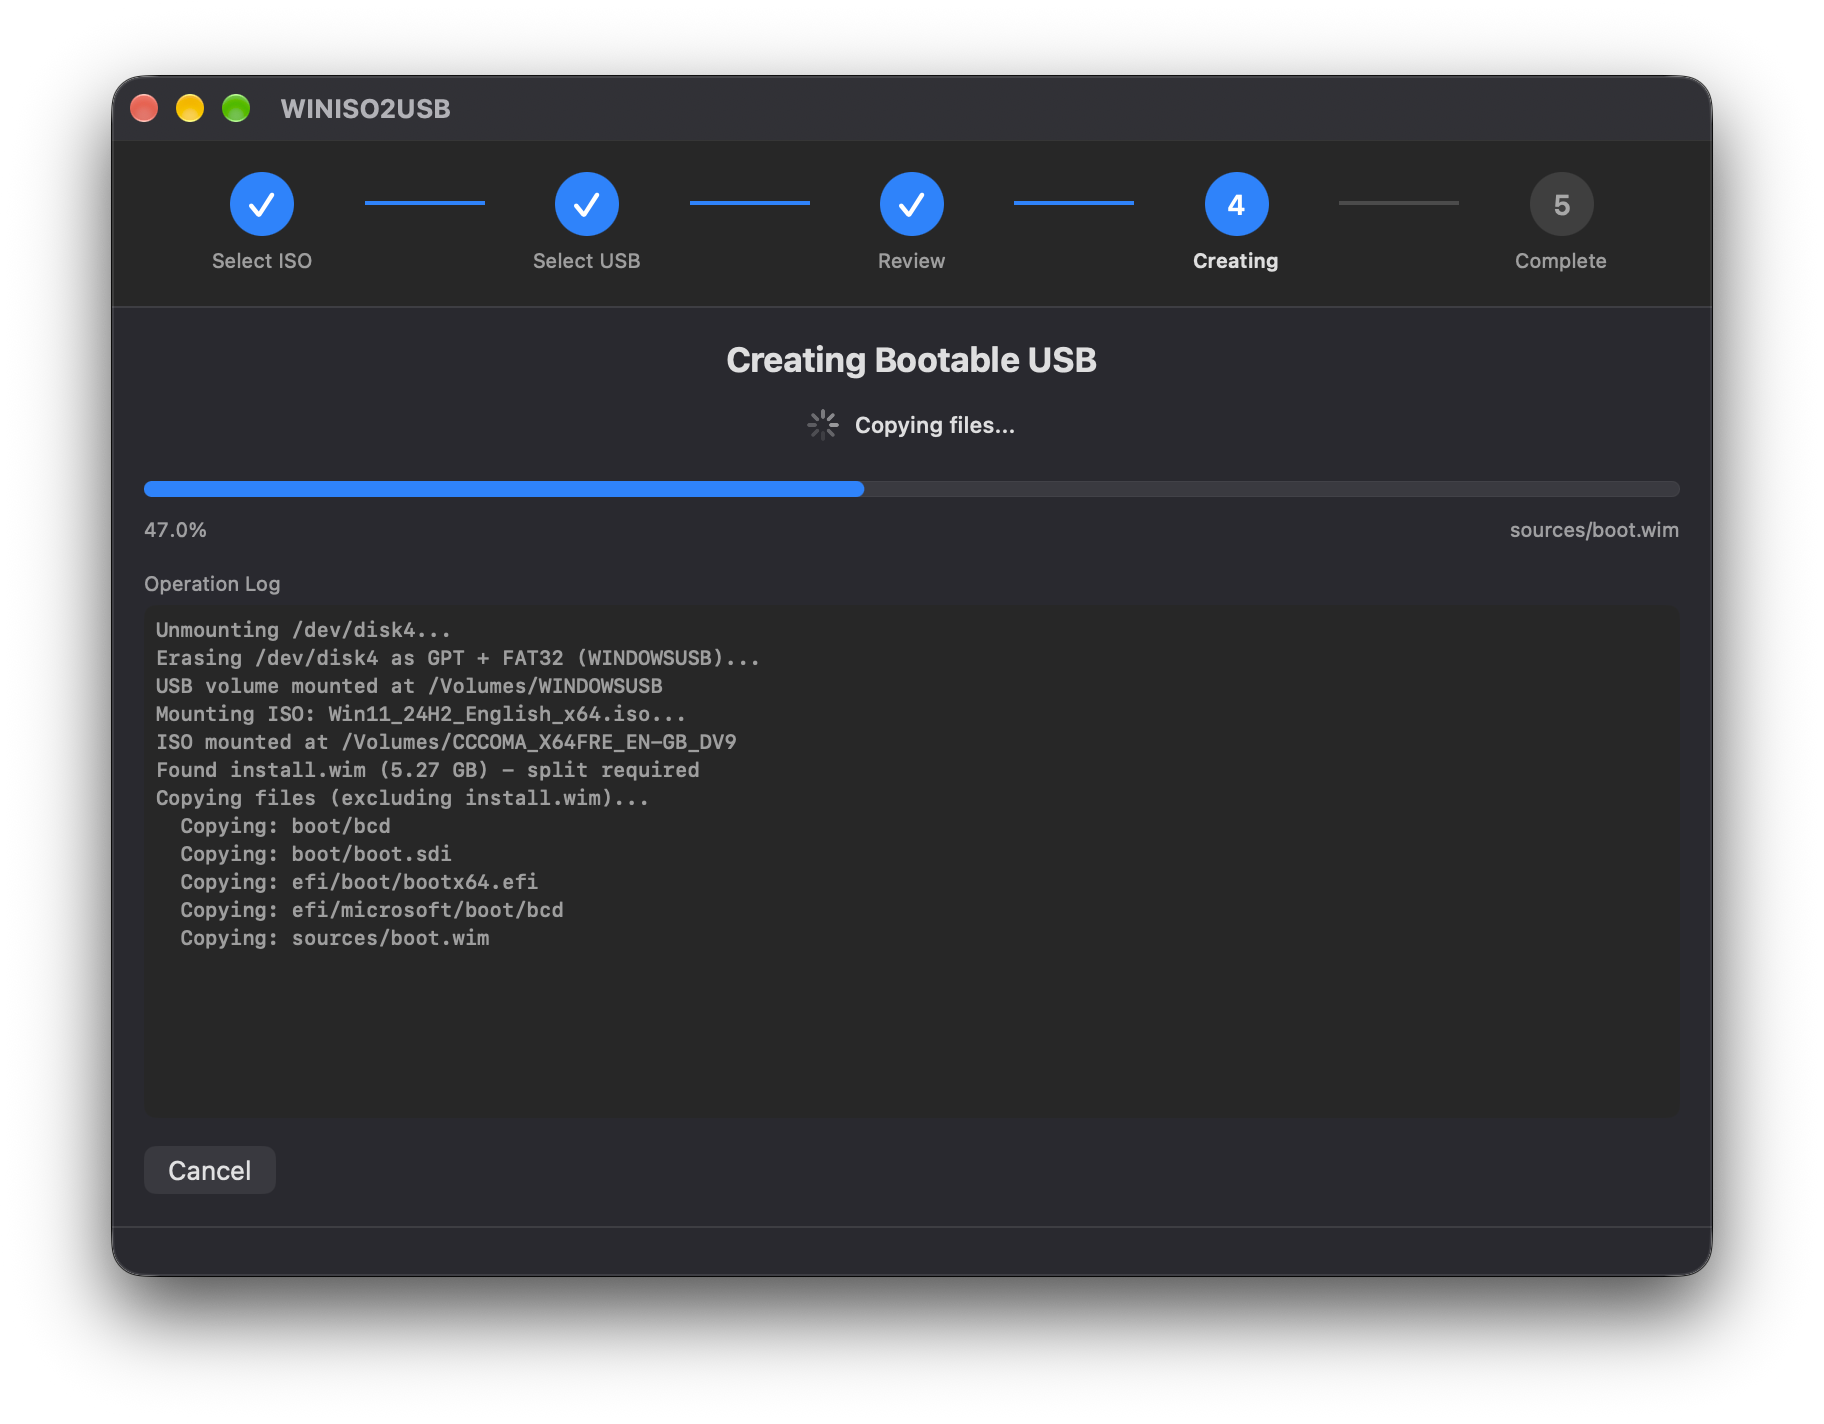 WINISO2USB
4
5
Select ISO
Select USB
Review
Creating
Complete
Creating Bootable USB
Copying files...
47.0%
sources/boot.wim
Operation Log
Unmounting /dev/disk4...
Erasing /dev/disk4 as GPT + FAT32 (WINDOWSUSB)...
USB volume mounted at /Volumes/WINDOWSUSB
Mounting ISO: Win11_24H2_English_x64.iso...
ISO mounted at /Volumes/CCCOMA_X64FRE_EN-GB_DV9
Found install.wim (5.27 GB) – split required
Copying files (excluding install.wim)...
Copying: boot/bcd
Copying: boot/boot.sdi
Copying: efi/boot/bootx64.efi
Copying: efi/microsoft/boot/bcd
Copying: sources/boot.wim
Cancel